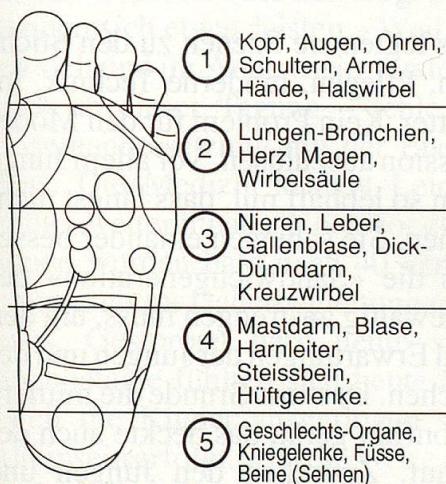 1
Kopf, Augen, Ohren,
Schultern, Arme,
Hände, Halswirbel
2
Lungen-Bronchien,
Herz, Magen,
Wirbelsäule
3
Nieren, Leber,
Gallenblase, Dick-
Dünndarm,
Kreuzwirbel
4
Mastdarm, Blase,
Harnleiter,
Steissbein,
Hüftgelenke.
5
Geschlechts-Organe,
Kniegelenke, Füsse,
Beine (Sehnen)